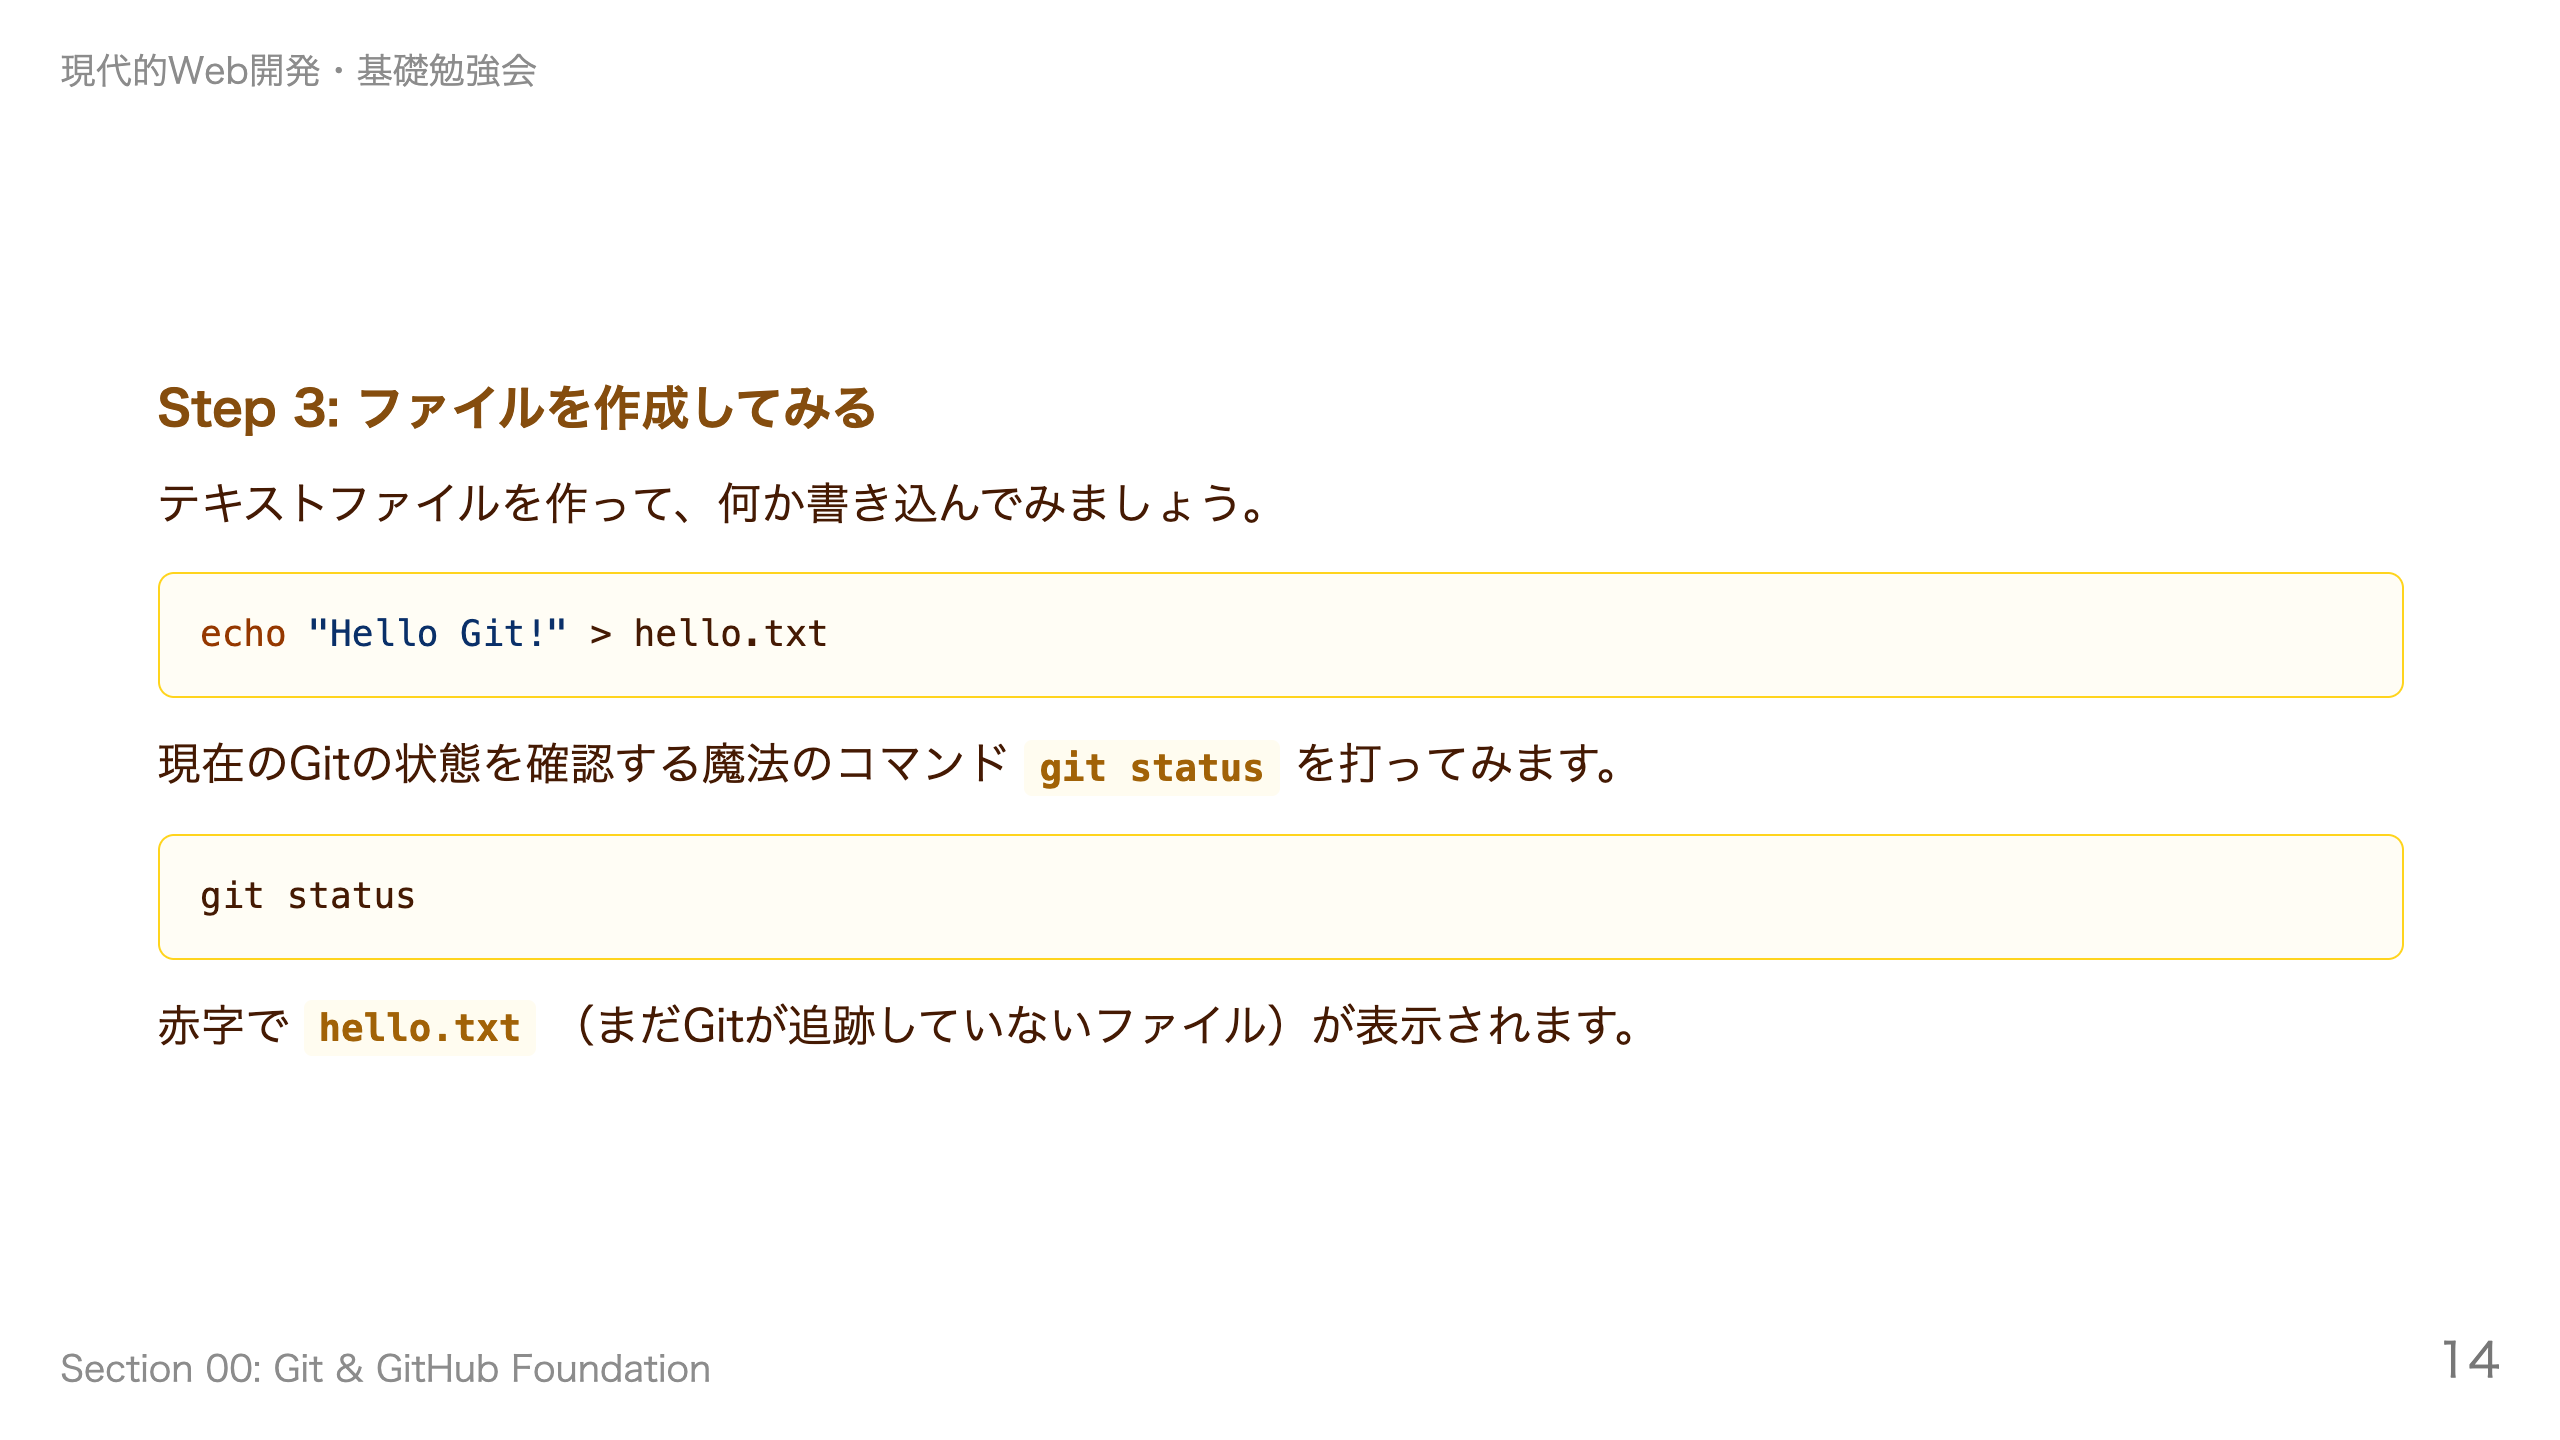 現代的Web開発・基礎勉強会
Step 3: ファイルを作成してみる
テキストファイルを作って、何か書き込んでみましょう。
echo "Hello Git!" > hello.txt
現在のGitの状態を確認する魔法のコマンド git status を打ってみます。
git status
赤字で hello.txt （まだGitが追跡していないファイル）が表示されます。
Section 00: Git & GitHub Foundation
14